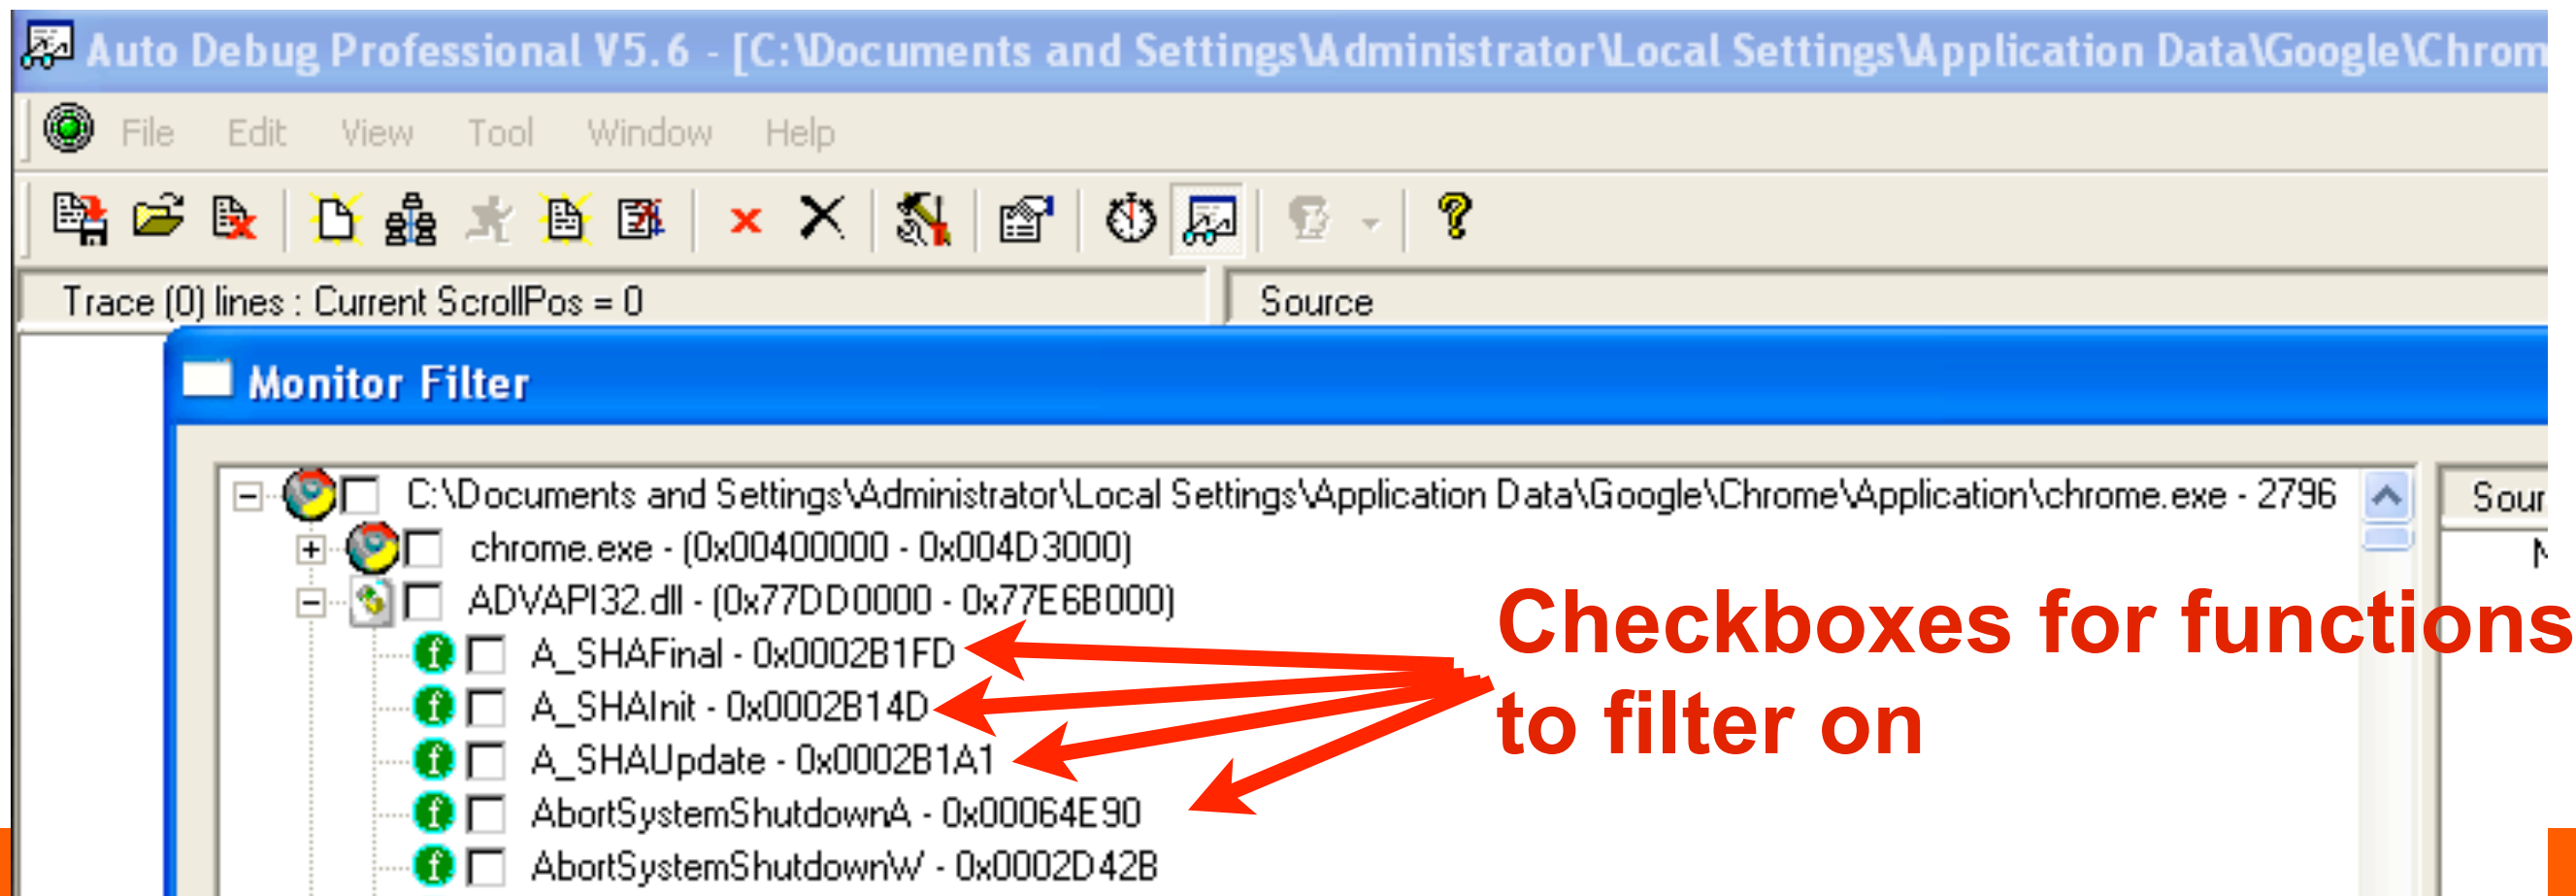 Auto Debug Professional V5.6 - [C:\Documents and Settings\Administrator\Local Settings\Application Data\Google\Chrom
File Edit View Tool Window Help
Trace (0) lines : Current ScrollPos = 0 Source
Monitor Filter
C:\Documents and Settings\Administrator\Local Settings\Application Data\Google\Chrome\Application\chrome.exe - 2796
Sour
chrome.exe - (0x00400000 - 0x004D3000)
ADVAPI32.dll - (0x77DD0000 - 0x77E6B000)
A_SHAFinal - 0x0002B1FD
A_SHAInit - 0x0002B14D
A_SHAUpdate - 0x0002B1A1
AbortSystemShutdownA - 0x00064E90
AbortSystemShutdownW - 0x0002D42B
Checkboxes for functions
to filter on